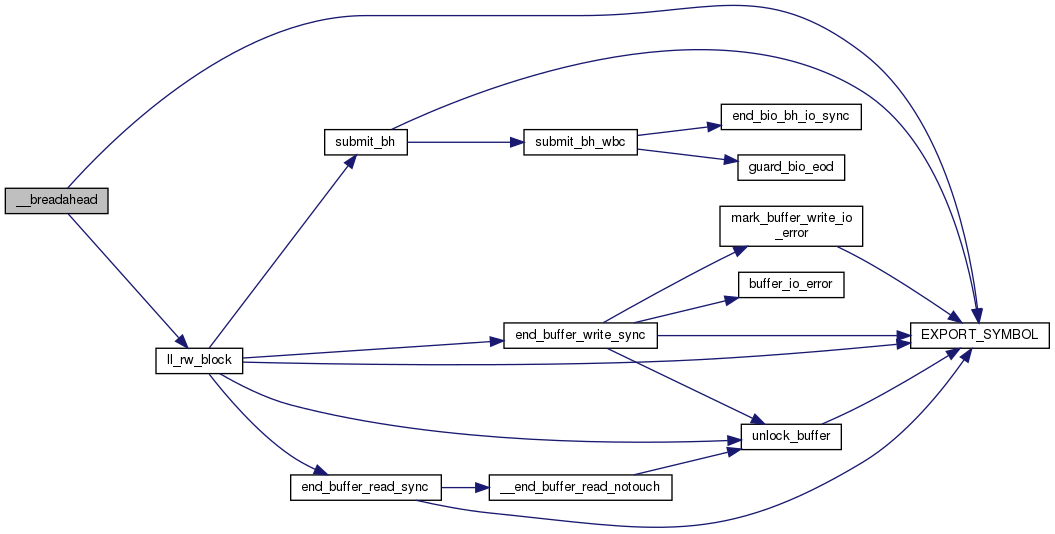 __breadahead
submit_bh
submit_bh_wbc
end_bio_bh_io_sync
guard_bio_eod
mark_buffer_write_io
_error
buffer_io_error
end_buffer_write_sync
EXPORT_SYMBOL
ll_rw_block
unlock_buffer
end_buffer_read_sync
__end_buffer_read_notouch